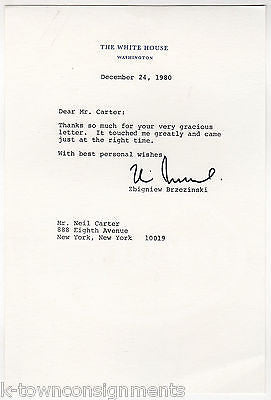 THE WHITE HOUSE
WASHINGTON
December 24, 1980
Dear Mr. Carter:
Thanks so much for your very gracious
letter. It touched me greatly and came
just at the right time.
With best personal wishes,
Zbigniew Brzezinski
Mr. Neil Carter
888 Eighth Avenue
New York, New York 10019
k-townconsignments